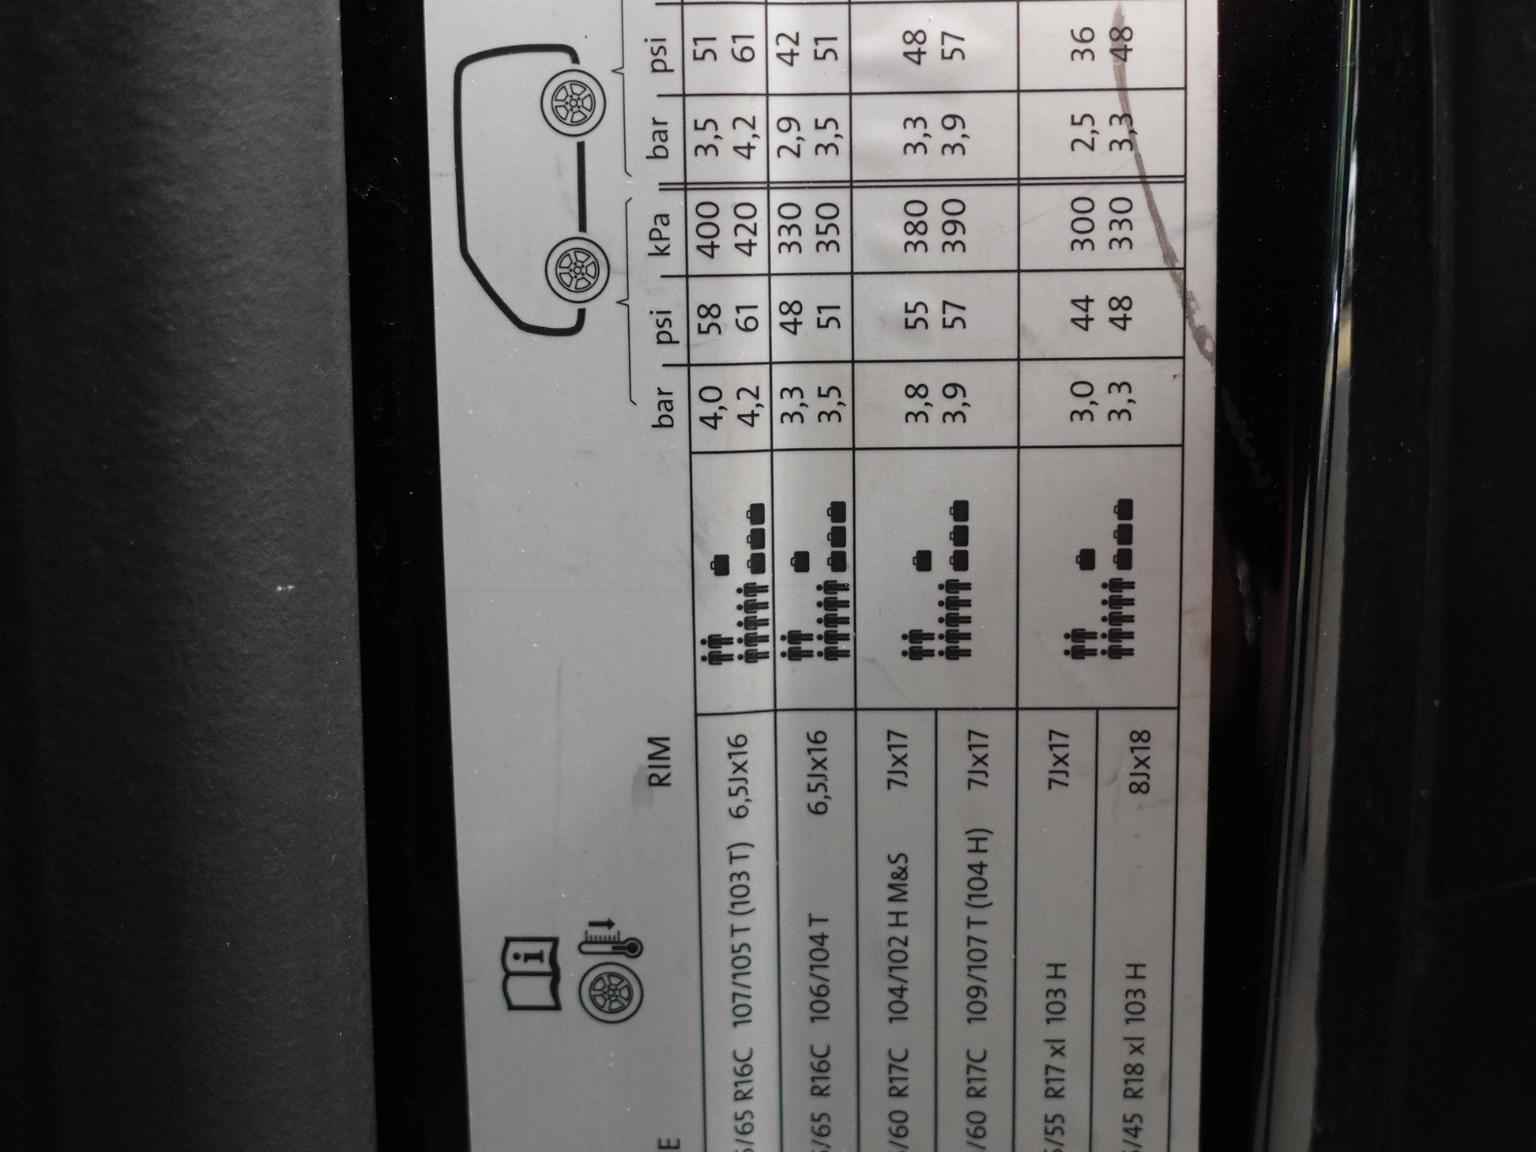 E RIM bar psi kPa bar psi
/65 R16C 107/105 T (103 T) 6,5Jx16 4,0 58 400 3,5 51
4,2 61 420 4,2 61
/65 R16C 106/104 T 6,5Jx16 3,3 48 330 2,9 42
3,5 51 350 3,5 51
/60 R17C 104/102 H M&S 7Jx17 3,8 55 380 3,3 48
/60 R17C 109/107 T (104 H) 7Jx17 3,9 57 390 3,9 57
/55 R17 xl 103 H 7Jx17 3,0 44 300 2,5 36
/45 R18 xl 103 H 8Jx18 3,3 48 330 3,3 48